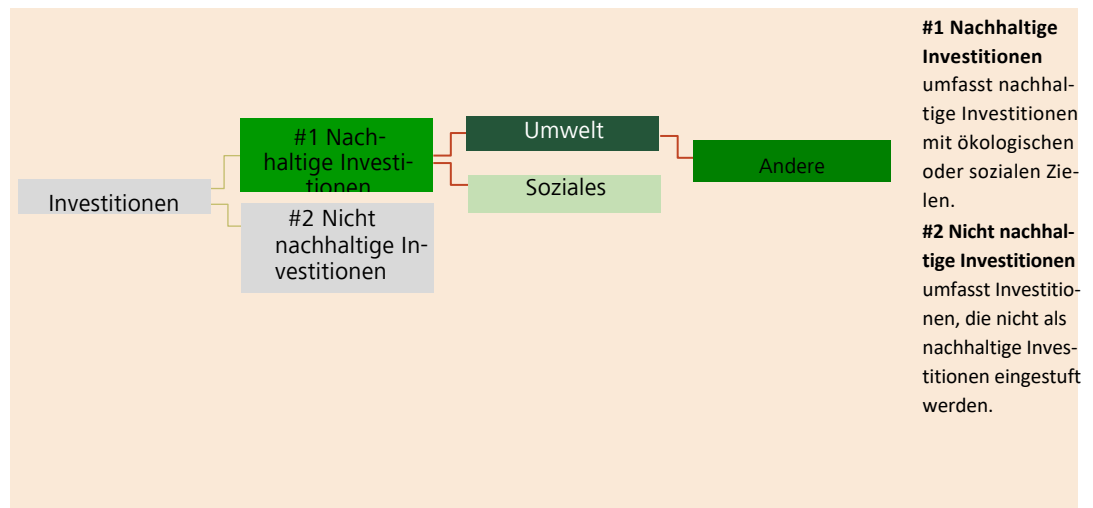 Investitionen
#1 Nach-
haltige Investi-
tionen
#2 Nicht
nachhaltige In-
vestitionen
Umwelt
Soziales
Andere
#1 Nachhaltige
Investitionen
umfasst nachhal-
tige Investitionen
mit ökologischen
oder sozialen Zie-
len.
#2 Nicht nachhal-
tige Investitionen
umfasst Investitio-
nen, die nicht als
nachhaltige Inves-
titionen eingestuft
werden.